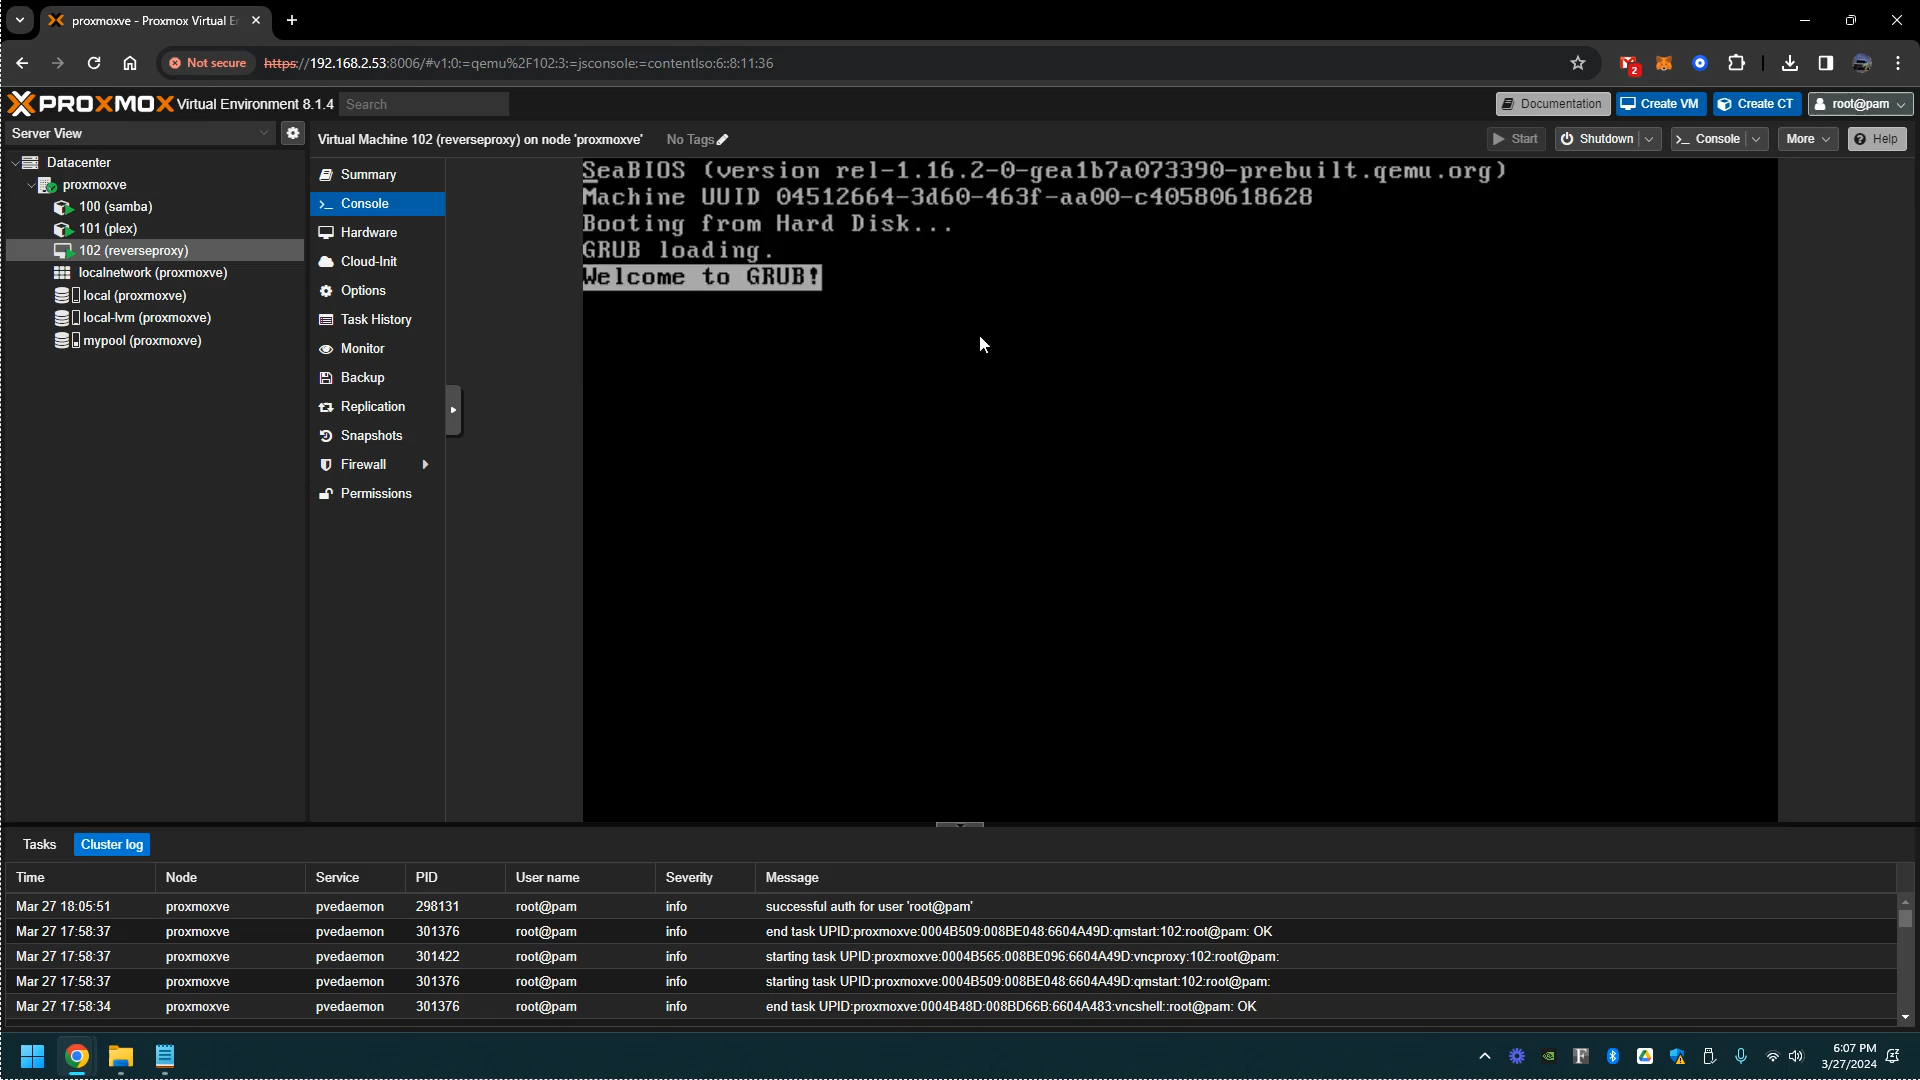 proxmoxve - Proxmox Virtual E
Not secure
https://192.168.2.53:8006/#v1:0:=qemu%2F102:3:=jsconsole:=contentIso:6::8:11:36
2
PROXMOX Virtual Environment 8.1.4
Search
Documentation
Create VM
Create CT
root@pam
Server View
Virtual Machine 102 (reverseproxy) on node 'proxmoxve'
No Tags
Start
Shutdown
>_ Console
More
Help
Datacenter
proxmoxve
100 (samba)
101 (plex)
102 (reverseproxy)
localnetwork (proxmoxve)
local (proxmoxve)
local-lvm (proxmoxve)
mypool (proxmoxve)
Summary
>_ Console
Hardware
Cloud-Init
Options
Task History
Monitor
Backup
Replication
Snapshots
Firewall
Permissions
SeaBIOS (version rel-1.16.2-0-gea1b7a073390-prebuilt.qemu.org)
Machine UUID 04512664-3d60-463f-aa00-c40580618628
Booting from Hard Disk...
GRUB loading.
Welcome to GRUB!
Tasks
Cluster log
Time Node Service PID User name Severity Message
Mar 27 18:05:51 proxmoxve pvedaemon 298131 root@pam info successful auth for user 'root@pam'
Mar 27 17:58:37 proxmoxve pvedaemon 301376 root@pam info end task UPID:proxmoxve:0004B509:008BE048:6604A49D:qmstart:102:root@pam: OK
Mar 27 17:58:37 proxmoxve pvedaemon 301422 root@pam info starting task UPID:proxmoxve:0004B565:008BE096:6604A49D:vncproxy:102:root@pam:
Mar 27 17:58:37 proxmoxve pvedaemon 301376 root@pam info starting task UPID:proxmoxve:0004B509:008BE048:6604A49D:qmstart:102:root@pam:
Mar 27 17:58:34 proxmoxve pvedaemon 301376 root@pam info end task UPID:proxmoxve:0004B48D:008BD66B:6604A483:vncshell::root@pam: OK
6:07 PM
3/27/2024